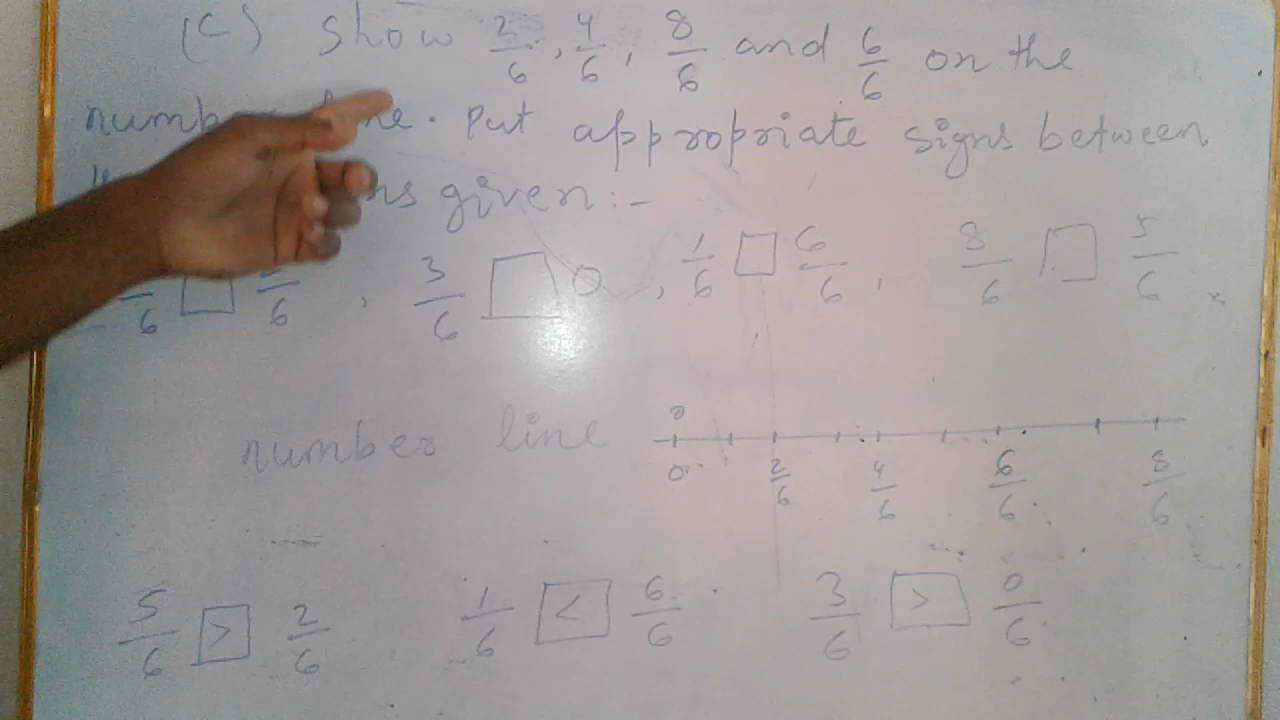 (C) Show 2/6, 4/6, 8/6 and 6/6 on the
line. Put appropriate signs between
given :-
/6 □ /6, 3/6 □ 0, 1/6 □ 6/6, 8/6 □ 5/6
number line 0 0 2/6 4/6 6/6 8/6
5/6 > 2/6 1/6 < 6/6 3/6 > 0/6